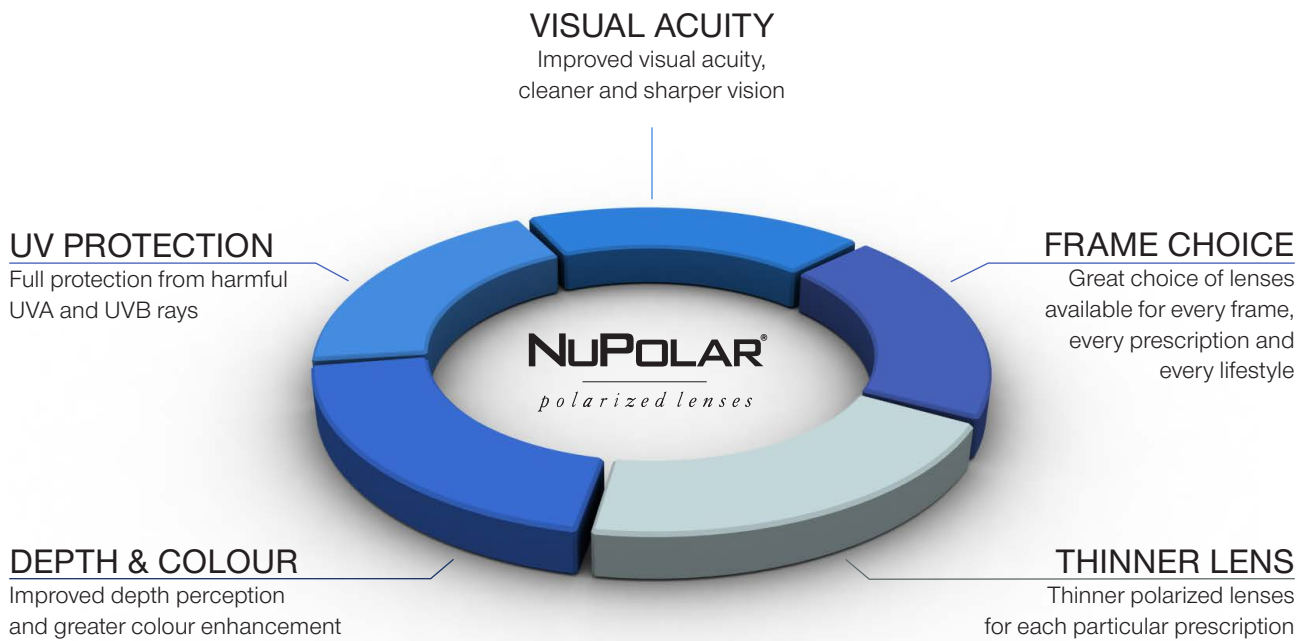 VISUAL ACUITY
Improved visual acuity,
cleaner and sharper vision
UV PROTECTION
Full protection from harmful
UVA and UVB rays
FRAME CHOICE
Great choice of lenses
available for every frame,
every prescription and
every lifestyle
NUPOLAR®
polarized lenses
DEPTH & COLOUR
Improved depth perception
and greater colour enhancement
THINNER LENS
Thinner polarized lenses
for each particular prescription